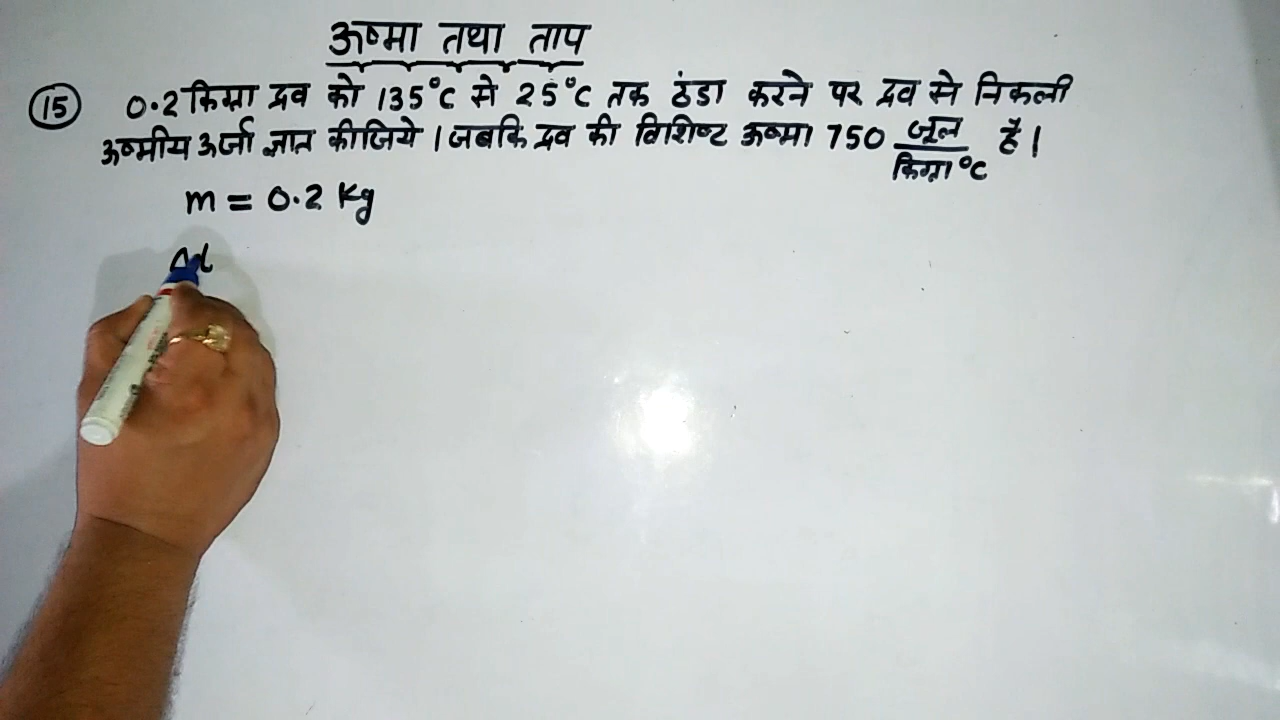 ऊष्मा तथा ताप
15 0.2 किग्रा द्रव को 135°C से 25°C तक ठंडा करने पर द्रव से निकली
ऊष्मीय ऊर्जा ज्ञात कीजिये । जबकि द्रव की विशिष्ट ऊष्मा 750 जूल/किग्रा°C है ।
m = 0.2 Kg